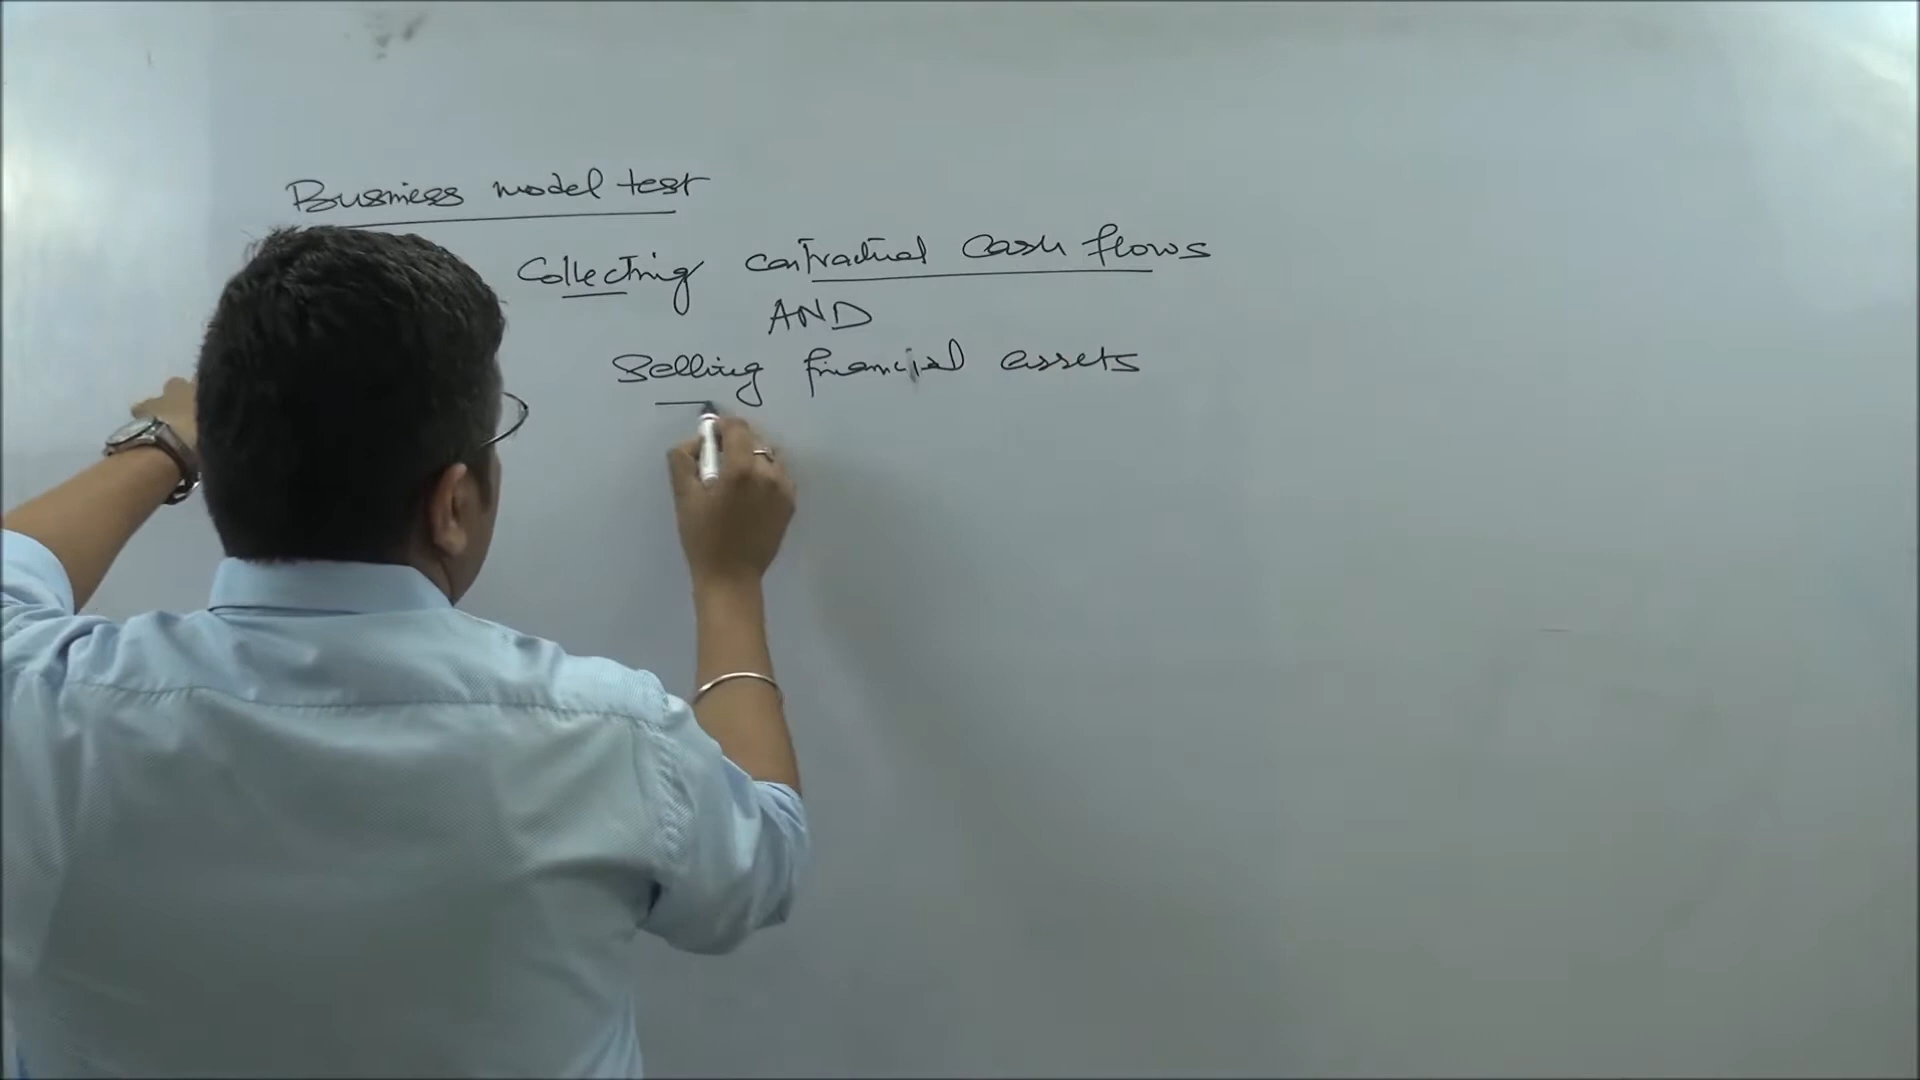 Business model test
Collecting contractual cash flows
AND
Selling financial assets